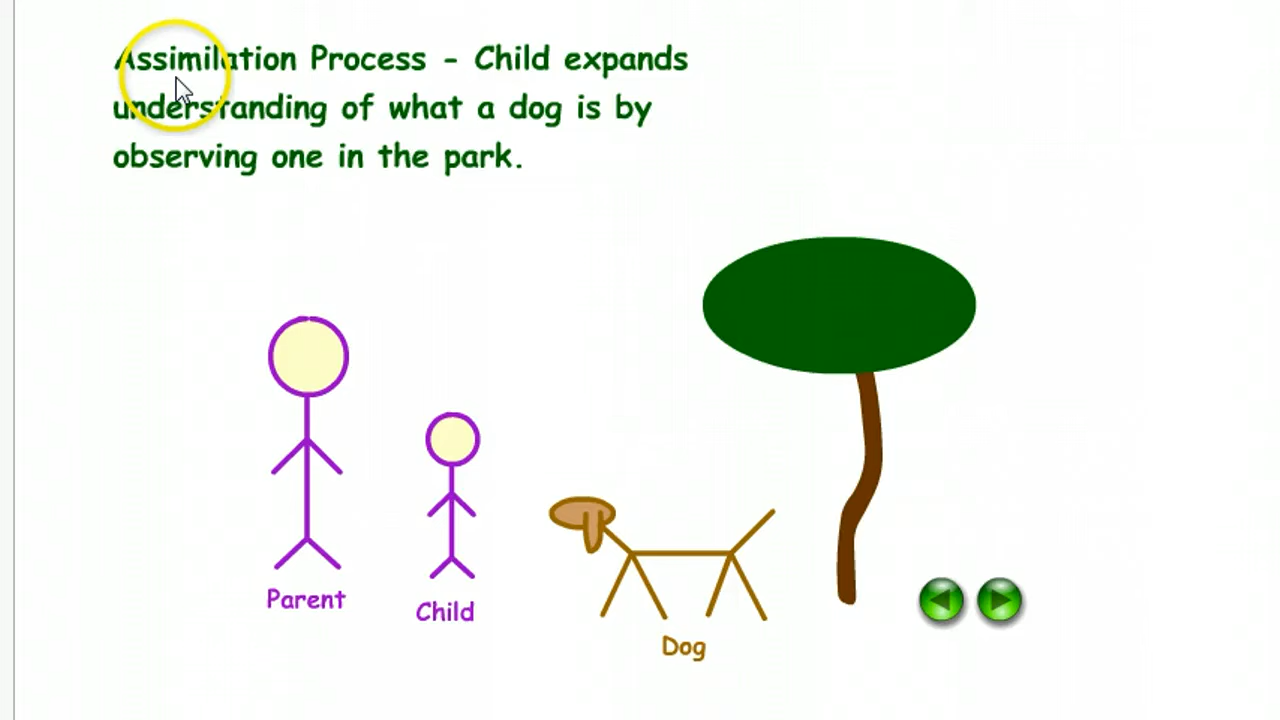 Assimilation Process - Child expands
understanding of what a dog is by
observing one in the park.
Parent
Child
Dog